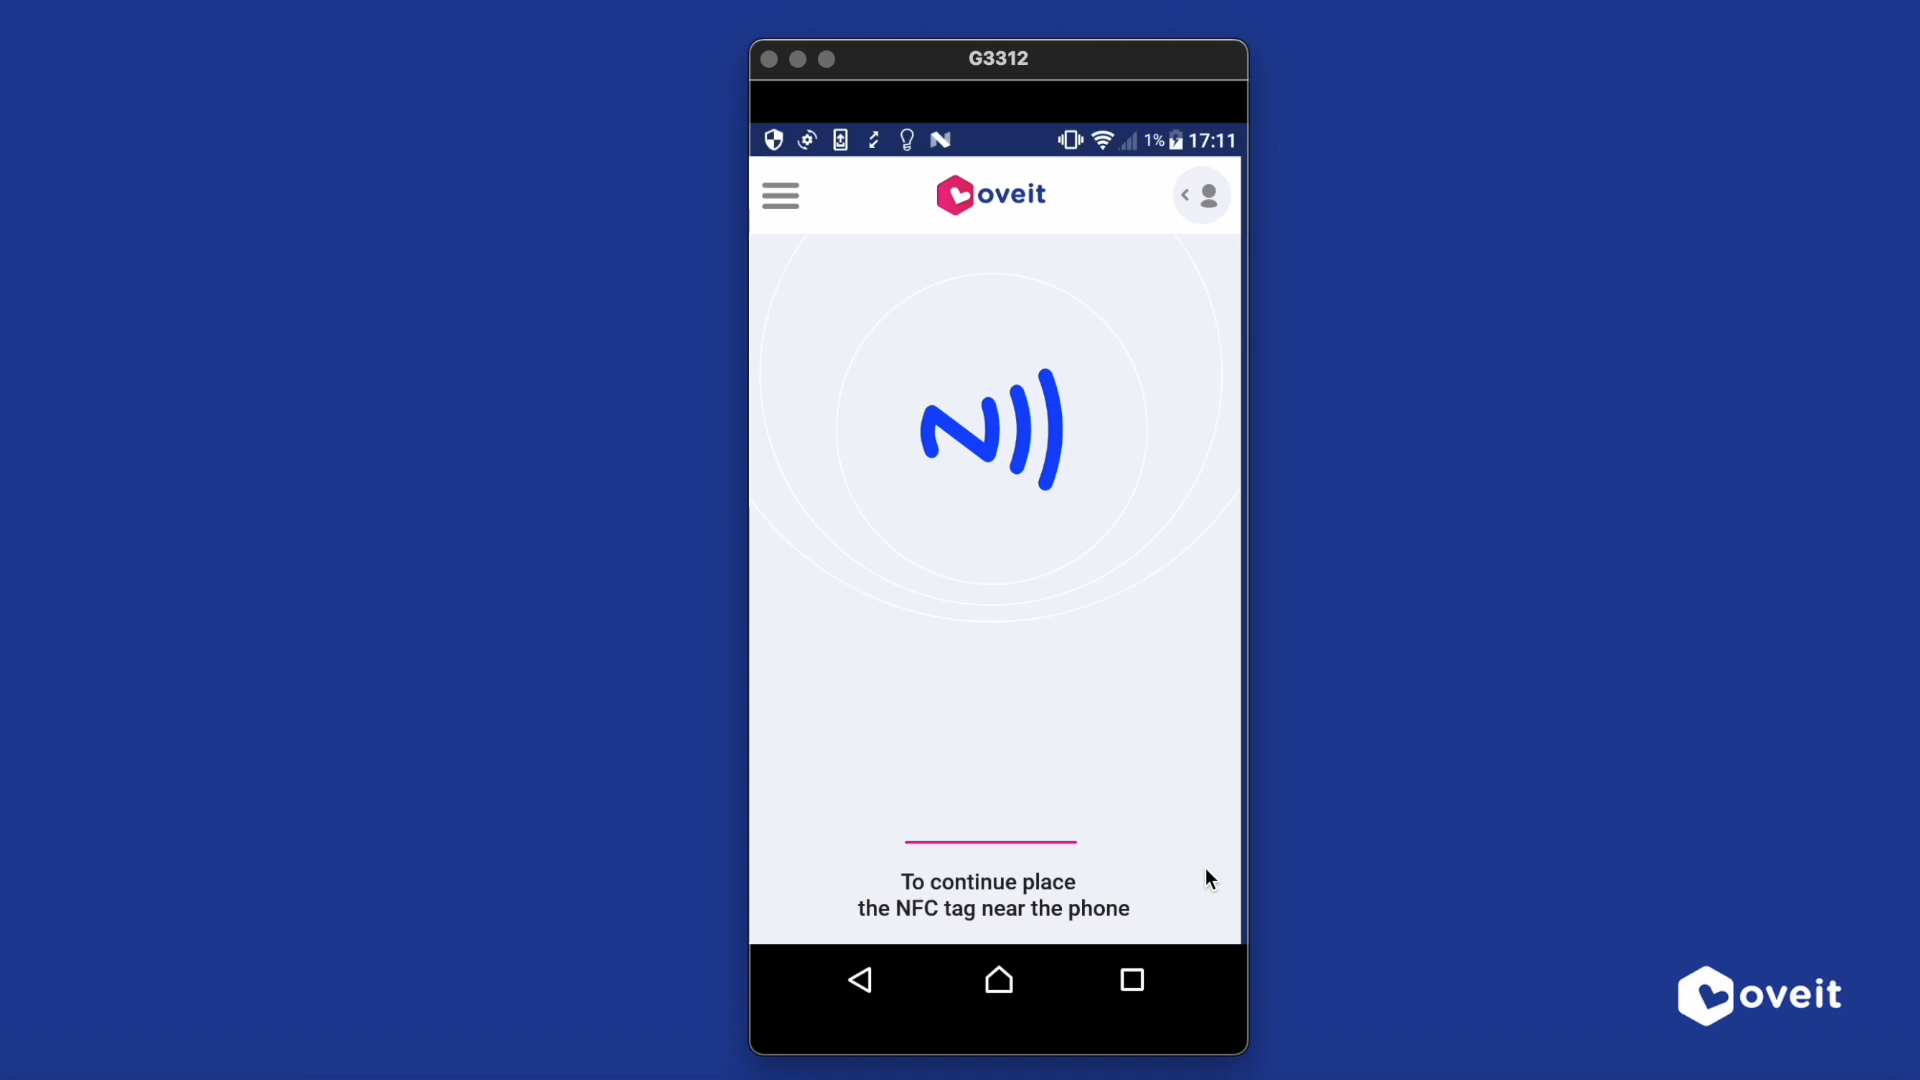 G3312
1% 17:11
oveit
To continue place
the NFC tag near the phone
oveit